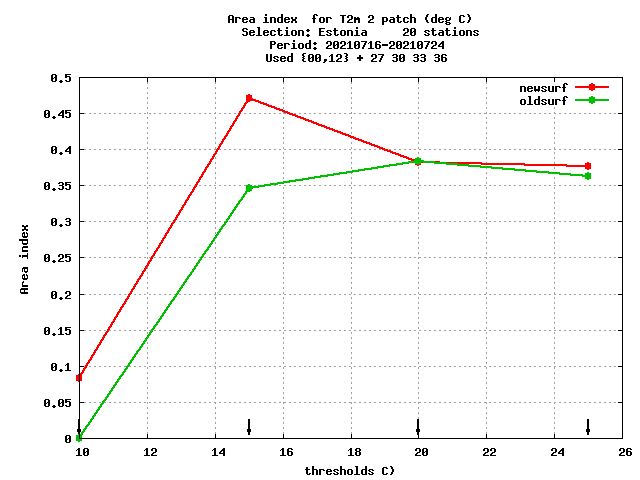 Area index  for T2m 2 patch (deg C)
Selection: Estonia     20 stations
Period: 20210716-20210724
Used {00,12} + 27 30 33 36
newsurf
oldsurf
0.5
0.45
0.4
0.35
0.3
0.25
0.2
0.15
0.1
0.05
0
Area index
10 12 14 16 18 20 22 24 26
thresholds C)